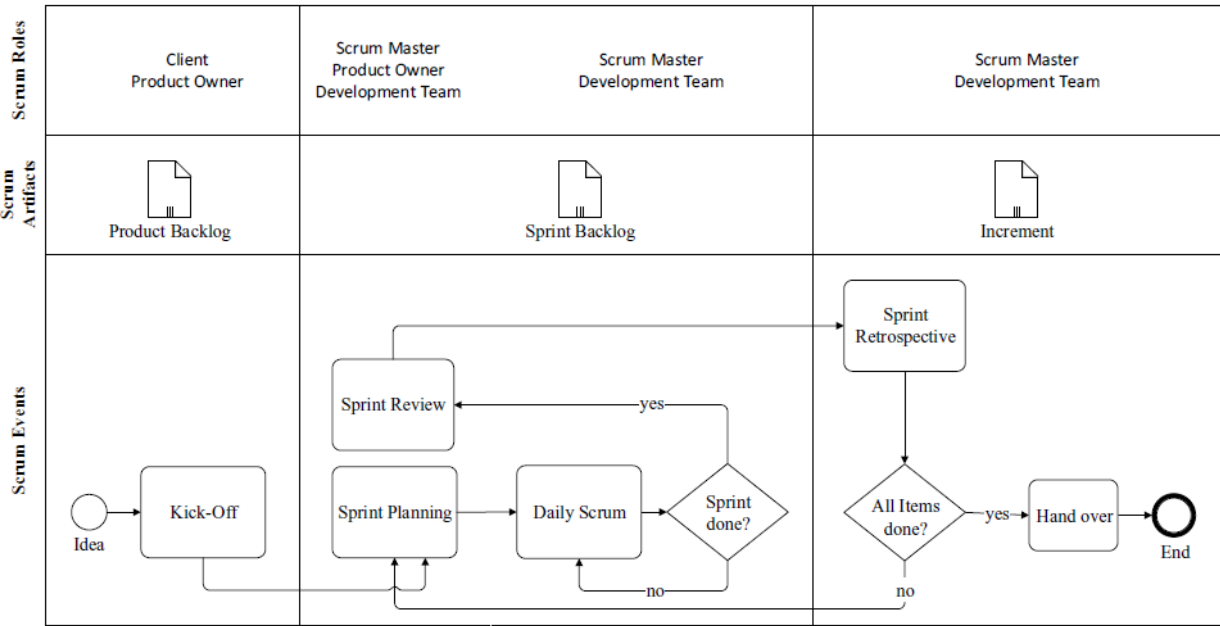 Scrum Roles
Client
Product Owner
Scrum Master
Product Owner
Development Team
Scrum Master
Development Team
Scrum Master
Development Team
Scrum
Artifacts
Product Backlog
Sprint Backlog
Increment
Scrum Events
Sprint
Retrospective
Sprint Review
yes
Idea
Kick-Off
Sprint Planning
Daily Scrum
Sprint
done?
no
All Items
done?
yes
no
Hand over
End